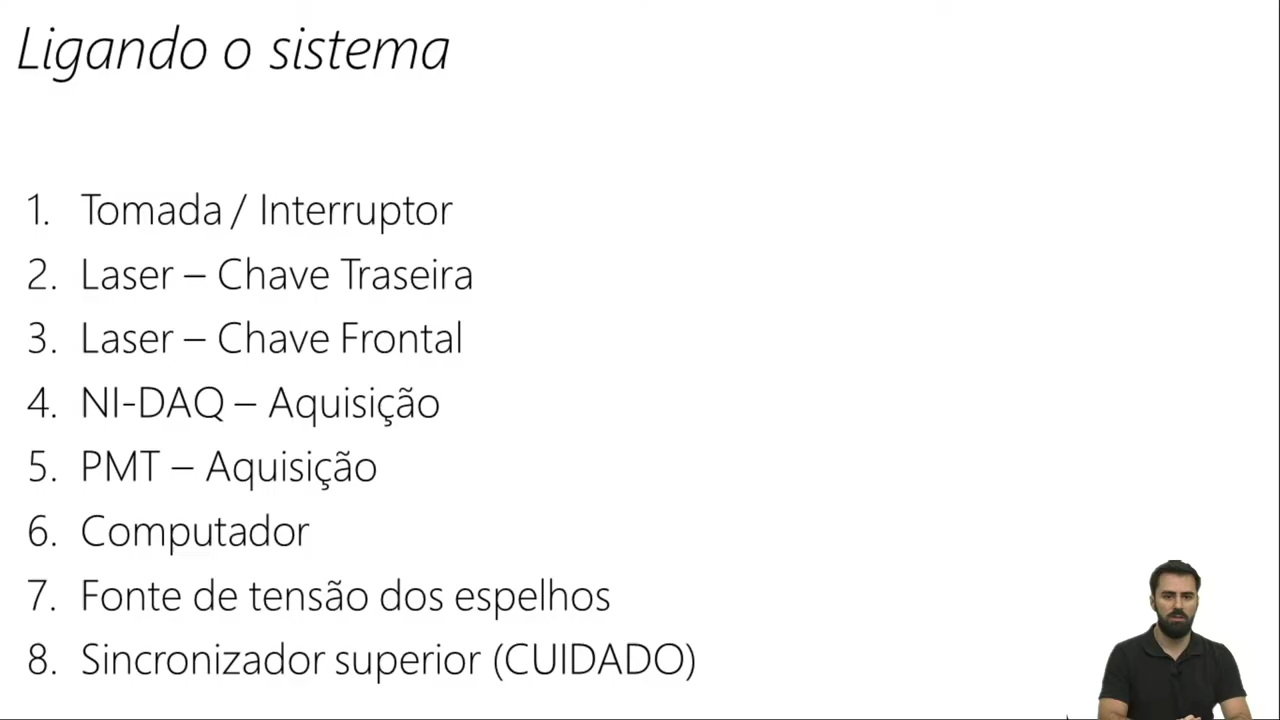 Ligando o sistema
1. Tomada / Interruptor
2. Laser – Chave Traseira
3. Laser – Chave Frontal
4. NI-DAQ – Aquisição
5. PMT – Aquisição
6. Computador
7. Fonte de tensão dos espelhos
8. Sincronizador superior (CUIDADO)